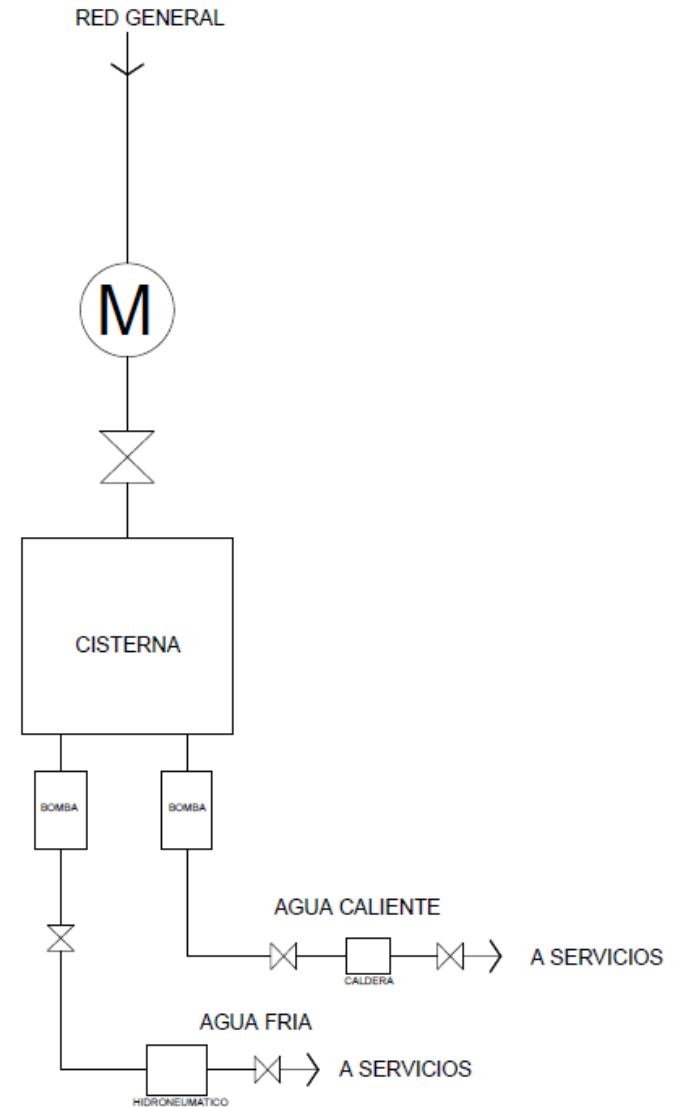 RED GENERAL
M
CISTERNA
BOMBA
BOMBA
AGUA CALIENTE
A SERVICIOS
CALDERA
AGUA FRIA
A SERVICIOS
HIDRONEUMATICO